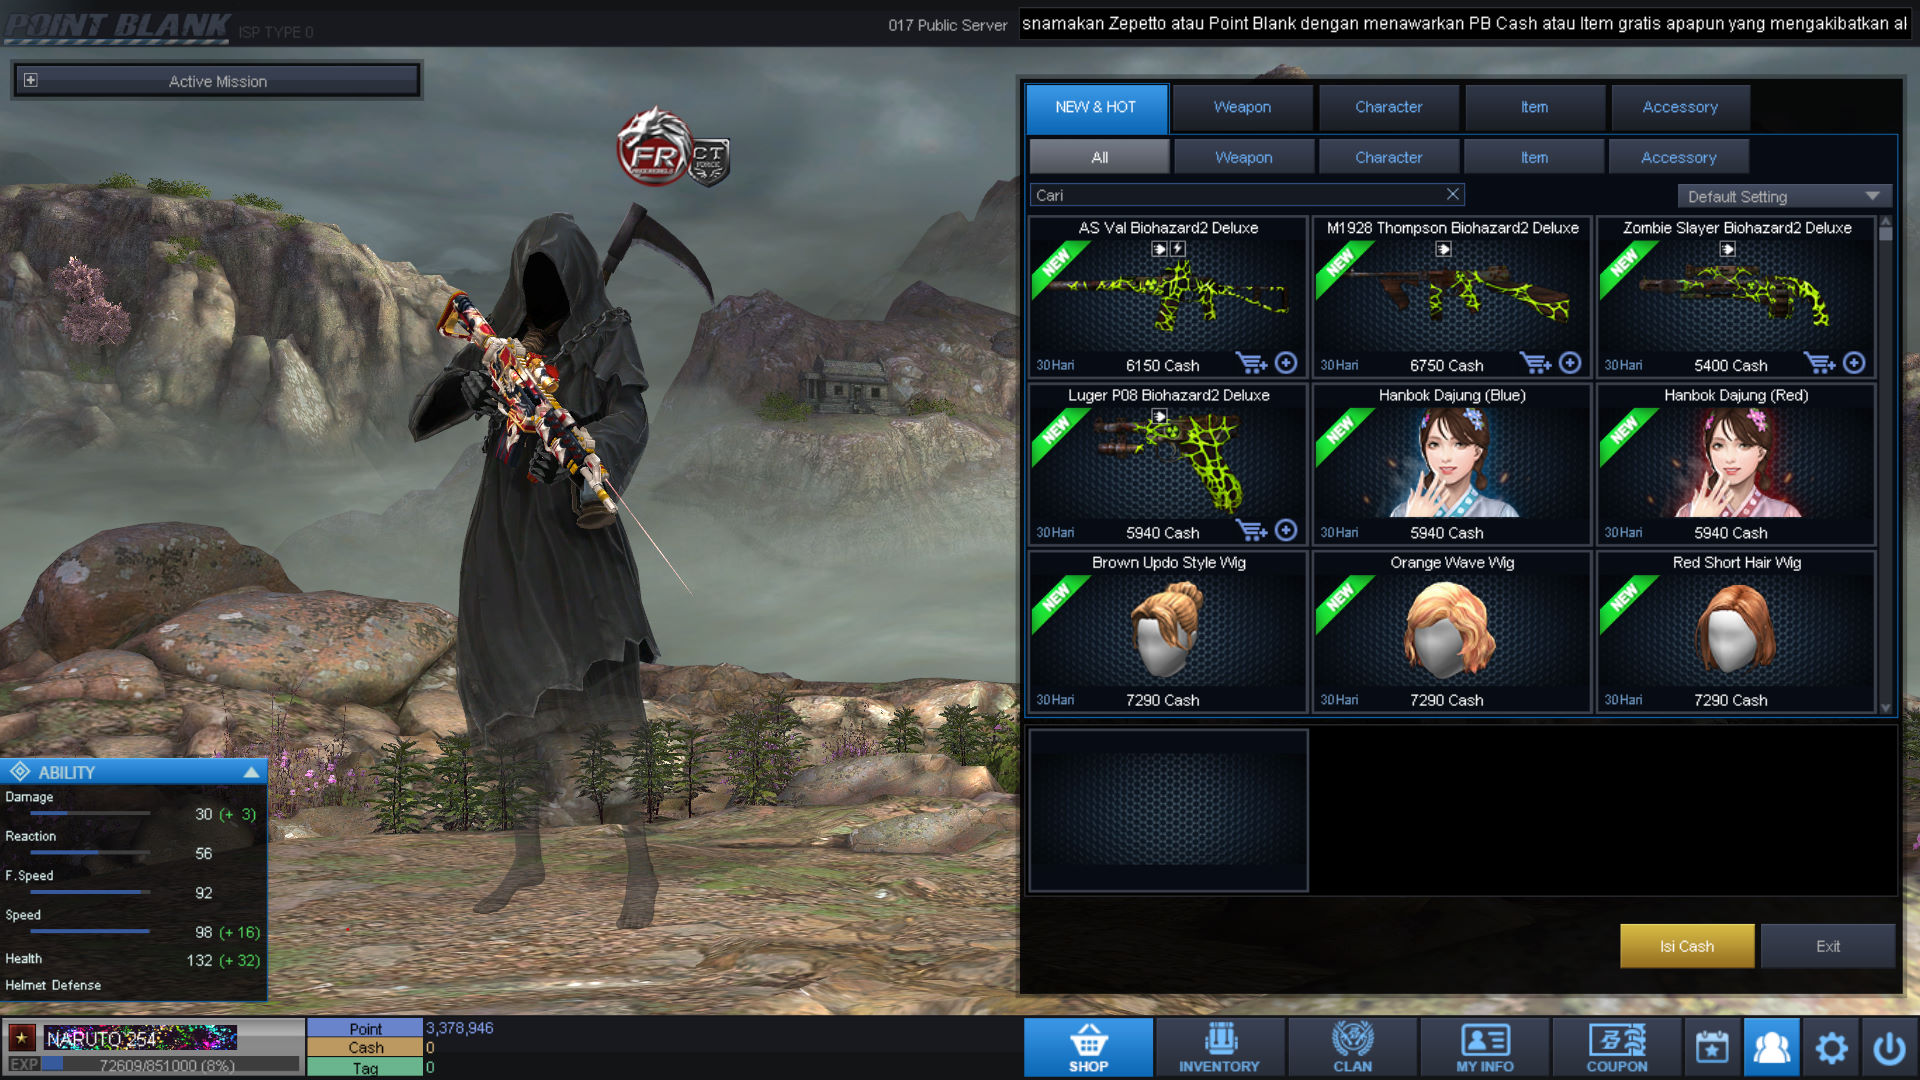 POINT BLANK ISP TYPE 0
017 Public Server
snamakan Zepetto atau Point Blank dengan menawarkan PB Cash atau Item gratis apapun yang mengakibatkan al
Active Mission
FR
CT
FORCE
NEW & HOT Weapon Character Item Accessory
All Weapon Character Item Accessory
Cari
Default Setting
AS Val Biohazard2 Deluxe
NEW
30Hari 6150 Cash
M1928 Thompson Biohazard2 Deluxe
NEW
30Hari 6750 Cash
Zombie Slayer Biohazard2 Deluxe
NEW
30Hari 5400 Cash
Luger P08 Biohazard2 Deluxe
NEW
30Hari 5940 Cash
Hanbok Dajung (Blue)
NEW
30Hari 5940 Cash
Hanbok Dajung (Red)
NEW
30Hari 5940 Cash
Brown Updo Style Wig
NEW
30Hari 7290 Cash
Orange Wave Wig
NEW
30Hari 7290 Cash
Red Short Hair Wig
NEW
30Hari 7290 Cash
ABILITY
Damage
30 (+ 3)
Reaction
56
F.Speed
92
Speed
98 (+ 16)
Health 132 (+ 32)
Helmet Defense
Isi Cash Exit
NARUTO 254
EXP 72609/851000 (8%)
Point 3,378,946
Cash 0
Tag 0
SHOP INVENTORY CLAN MY INFO COUPON